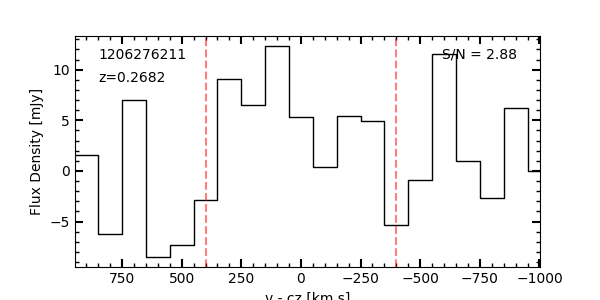 1206276211
S/N = 2.88
z=0.2682
Flux Density [mJy]
10
5
0
−5
750 500 250 0 −250 −500 −750 −1000
v - cz [km s]